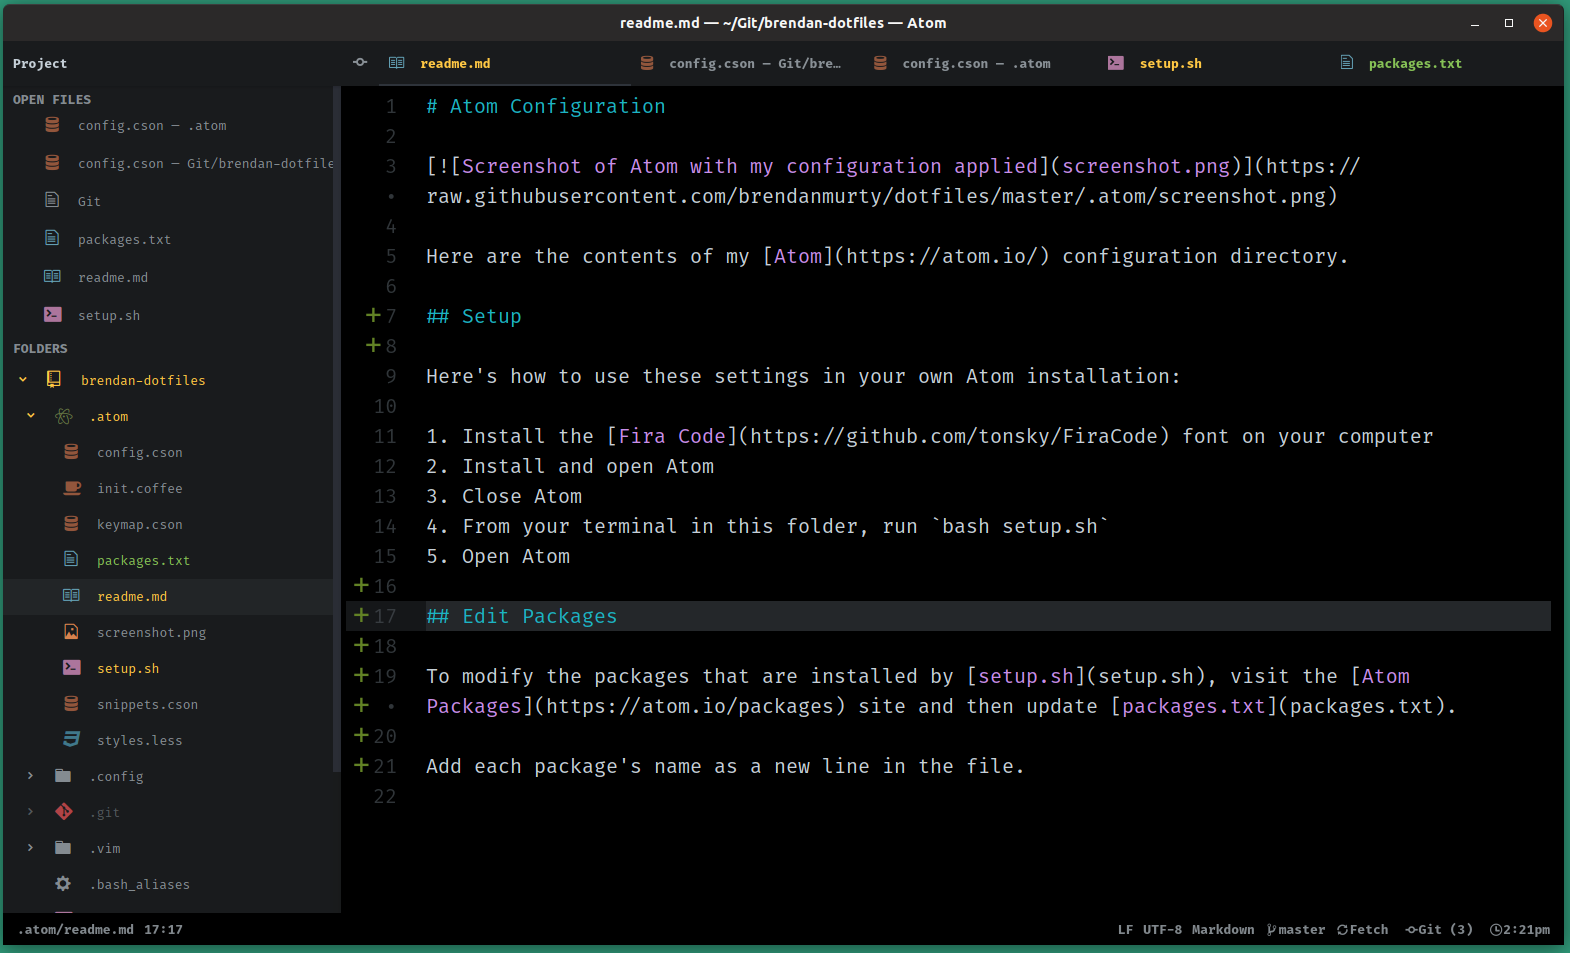 readme.md — ~/Git/brendan-dotfiles — Atom
Project
readme.md
config.cson — Git/bre…
config.cson — .atom
setup.sh
packages.txt
OPEN FILES
config.cson — .atom
config.cson — Git/brendan-dotfile
Git
packages.txt
readme.md
setup.sh
FOLDERS
brendan-dotfiles
.atom
config.cson
init.coffee
keymap.cson
packages.txt
readme.md
screenshot.png
setup.sh
snippets.cson
styles.less
.config
.git
.vim
.bash_aliases
1 # Atom Configuration
2
3 [![Screenshot of Atom with my configuration applied](screenshot.png)](https://
• raw.githubusercontent.com/brendanmurty/dotfiles/master/.atom/screenshot.png)
4
5 Here are the contents of my [Atom](https://atom.io/) configuration directory.
6
+ 7 ## Setup
+ 8
9 Here's how to use these settings in your own Atom installation:
10
11 1. Install the [Fira Code](https://github.com/tonsky/FiraCode) font on your computer
12 2. Install and open Atom
13 3. Close Atom
14 4. From your terminal in this folder, run `bash setup.sh`
15 5. Open Atom
+ 16
+ 17 ## Edit Packages
+ 18
+ 19 To modify the packages that are installed by [setup.sh](setup.sh), visit the [Atom
+ • Packages](https://atom.io/packages) site and then update [packages.txt](packages.txt).
+ 20
+ 21 Add each package's name as a new line in the file.
22
.atom/readme.md 17:17
LF UTF-8 Markdown master Fetch Git (3) 2:21pm